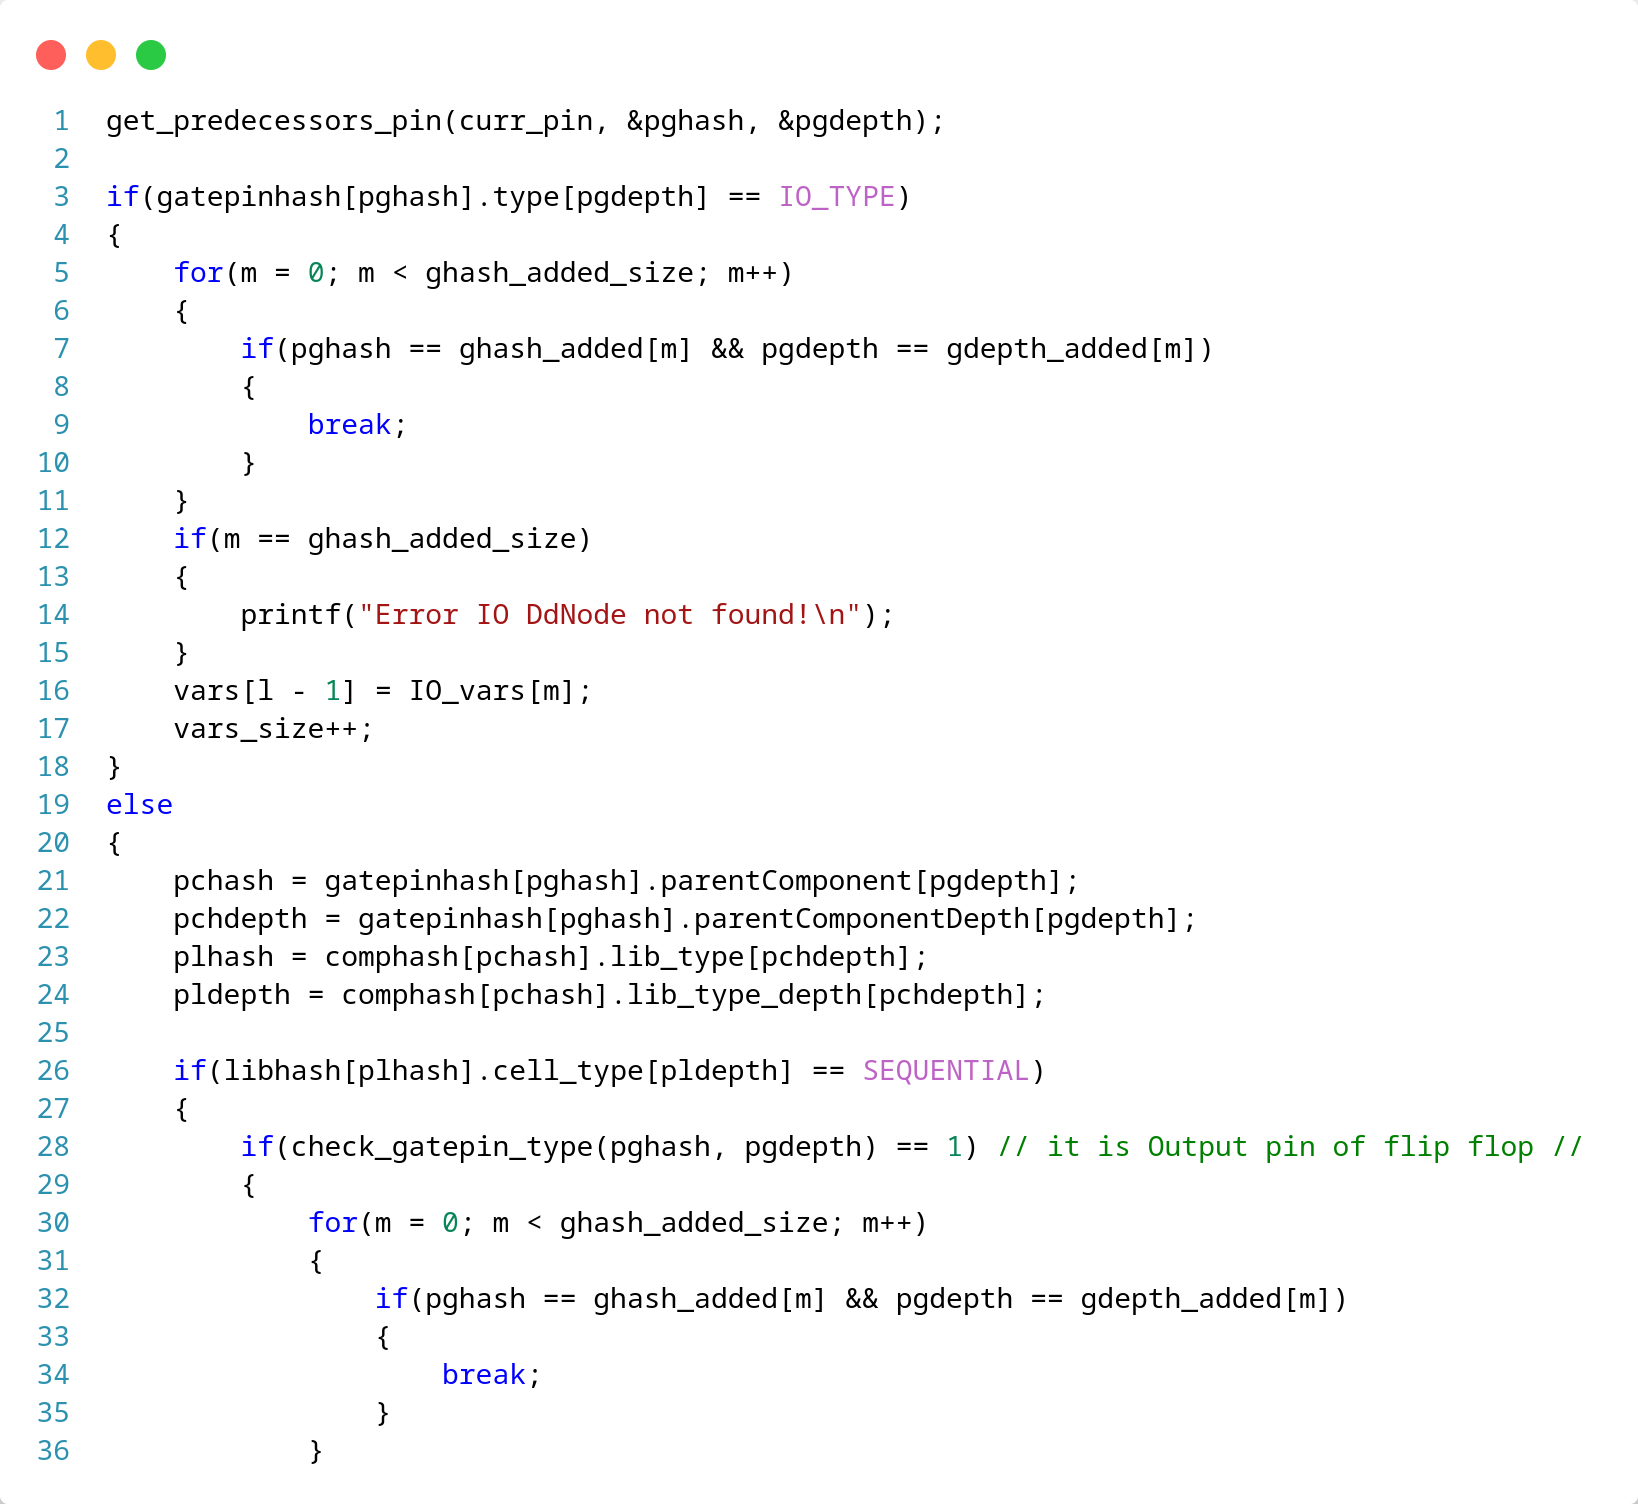 1 get_predecessors_pin(curr_pin, &pghash, &pgdepth);
2
3 if(gatepinhash[pghash].type[pgdepth] == IO_TYPE)
4 {
5     for(m = 0; m < ghash_added_size; m++)
6     {
7         if(pghash == ghash_added[m] && pgdepth == gdepth_added[m])
8         {
9             break;
10         }
11     }
12     if(m == ghash_added_size)
13     {
14         printf("Error IO DdNode not found!\n");
15     }
16     vars[l - 1] = IO_vars[m];
17     vars_size++;
18 }
19 else
20 {
21     pchash = gatepinhash[pghash].parentComponent[pgdepth];
22     pchdepth = gatepinhash[pghash].parentComponentDepth[pgdepth];
23     plhash = comphash[pchash].lib_type[pchdepth];
24     pldepth = comphash[pchash].lib_type_depth[pchdepth];
25
26     if(libhash[plhash].cell_type[pldepth] == SEQUENTIAL)
27     {
28         if(check_gatepin_type(pghash, pgdepth) == 1) // it is Output pin of flip flop //
29         {
30             for(m = 0; m < ghash_added_size; m++)
31             {
32                 if(pghash == ghash_added[m] && pgdepth == gdepth_added[m])
33                 {
34                     break;
35                 }
36             }